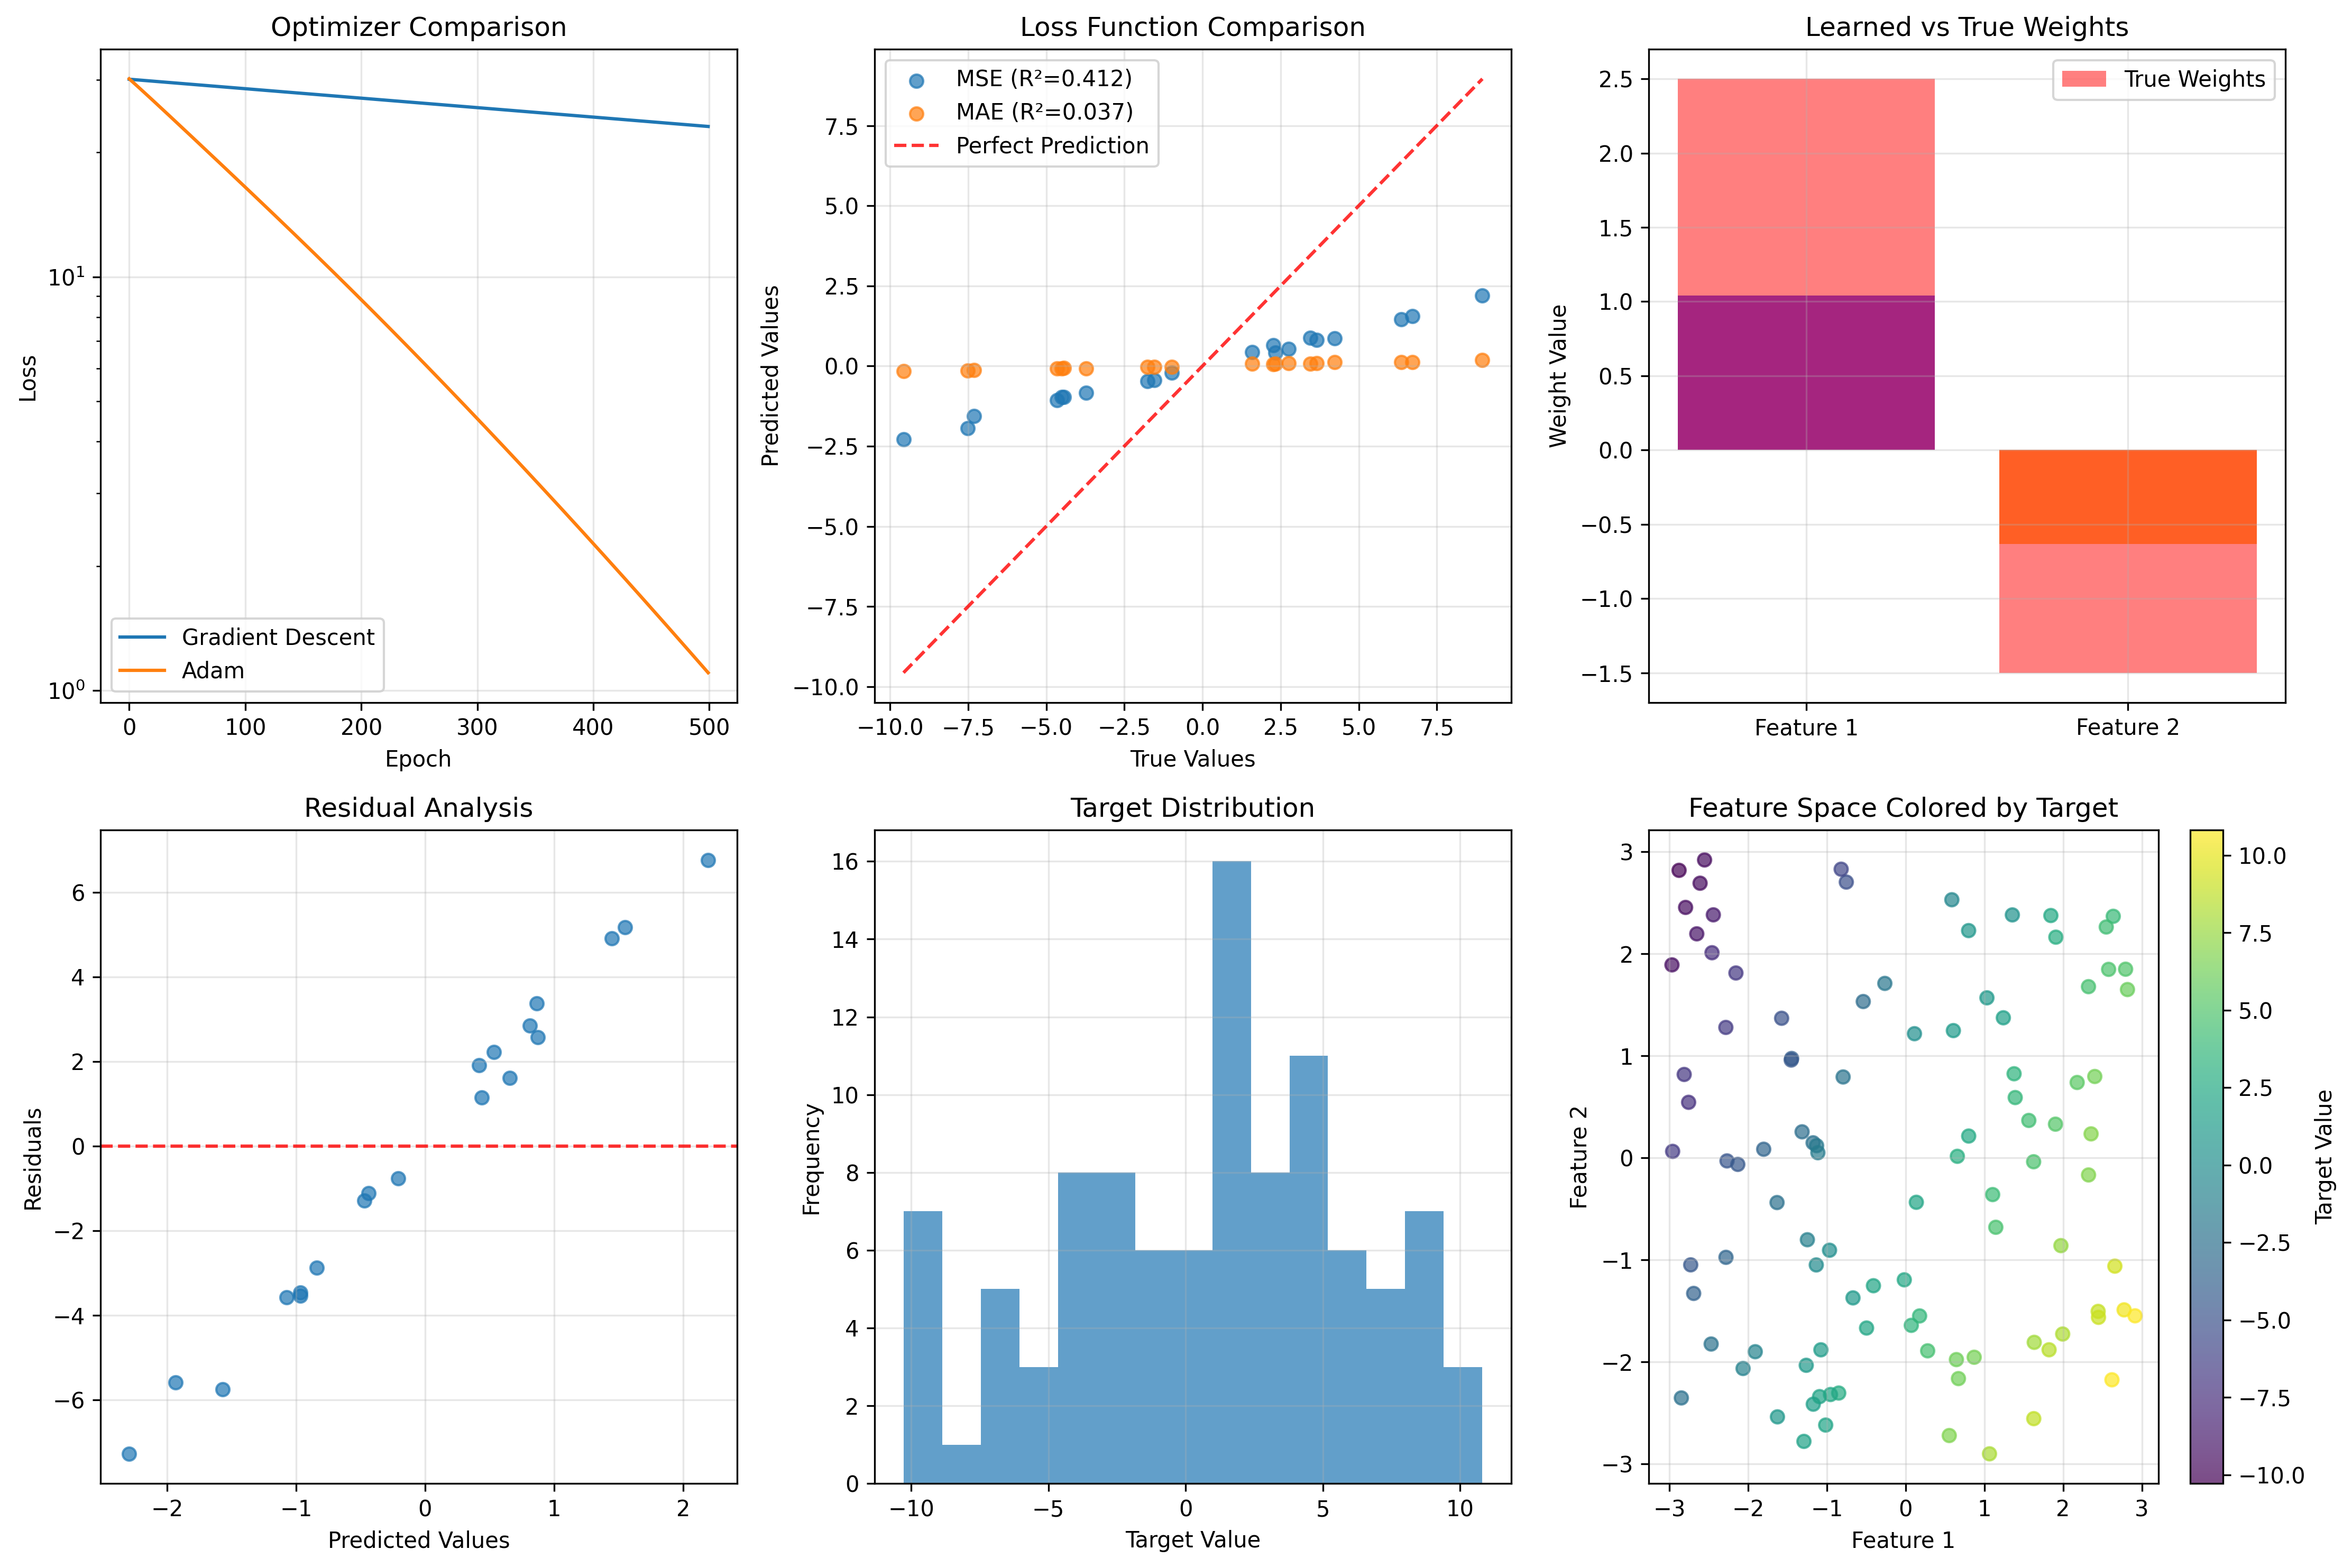 Optimizer Comparison
Loss
10¹
10⁰
Gradient Descent
Adam
0 100 200 300 400 500
Epoch
Loss Function Comparison
MSE (R²=0.412)
MAE (R²=0.037)
Perfect Prediction
Predicted Values
7.5
5.0
2.5
0.0
−2.5
−5.0
−7.5
−10.0
−10.0 −7.5 −5.0 −2.5 0.0 2.5 5.0 7.5
True Values
Learned vs True Weights
True Weights
Weight Value
2.5
2.0
1.5
1.0
0.5
0.0
−0.5
−1.0
−1.5
Feature 1 Feature 2
Residual Analysis
Residuals
6
4
2
0
−2
−4
−6
−2 −1 0 1 2
Predicted Values
Target Distribution
Frequency
16
14
12
10
8
6
4
2
0
−10 −5 0 5 10
Target Value
Feature Space Colored by Target
Feature 2
3
2
1
0
−1
−2
−3
−3 −2 −1 0 1 2 3
Feature 1
10.0
7.5
5.0
2.5
0.0
−2.5
−5.0
−7.5
−10.0
Target Value